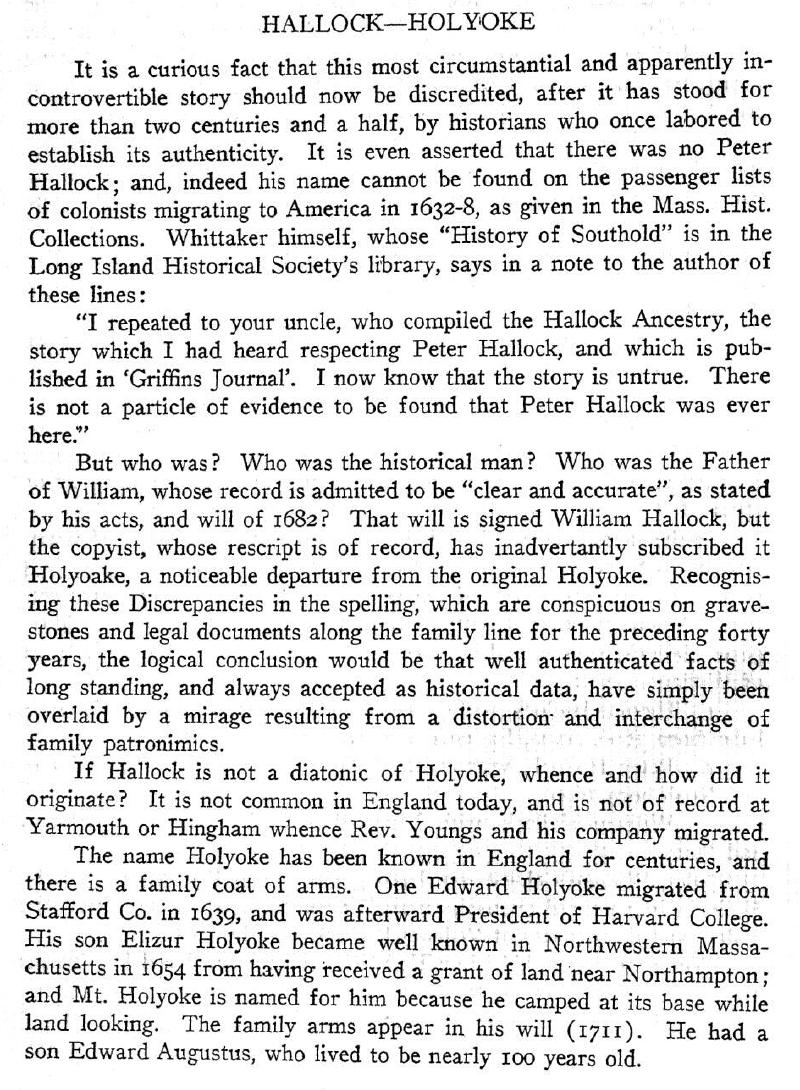 HALLOCK—HOLYOKE
It is a curious fact that this most circumstantial and apparently in-
controvertible story should now be discredited, after it has stood for
more than two centuries and a half, by historians who once labored to
establish its authenticity. It is even asserted that there was no Peter
Hallock; and, indeed his name cannot be found on the passenger lists
of colonists migrating to America in 1632-8, as given in the Mass. Hist.
Collections. Whittaker himself, whose "History of Southold" is in the
Long Island Historical Society's library, says in a note to the author of
these lines:
"I repeated to your uncle, who compiled the Hallock Ancestry, the
story which I had heard respecting Peter Hallock, and which is pub-
lished in 'Griffins Journal'. I now know that the story is untrue. There
is not a particle of evidence to be found that Peter Hallock was ever
here."
But who was? Who was the historical man? Who was the Father
of William, whose record is admitted to be "clear and accurate", as stated
by his acts, and will of 1682? That will is signed William Hallock, but
the copyist, whose rescript is of record, has inadvertantly subscribed it
Holyoake, a noticeable departure from the original Holyoke. Recognis-
ing these Discrepancies in the spelling, which are conspicuous on grave-
stones and legal documents along the family line for the preceding forty
years, the logical conclusion would be that well authenticated facts of
long standing, and always accepted as historical data, have simply been
overlaid by a mirage resulting from a distortion and interchange of
family patronimics.
If Hallock is not a diatonic of Holyoke, whence and how did it
originate? It is not common in England today, and is not of record at
Yarmouth or Hingham whence Rev. Youngs and his company migrated.
The name Holyoke has been known in England for centuries, and
there is a family coat of arms. One Edward Holyoke migrated from
Stafford Co. in 1639, and was afterward President of Harvard College.
His son Elizur Holyoke became well known in Northwestern Massa-
chusetts in 1654 from having received a grant of land near Northampton;
and Mt. Holyoke is named for him because he camped at its base while
land looking. The family arms appear in his will (1711). He had a
son Edward Augustus, who lived to be nearly 100 years old.